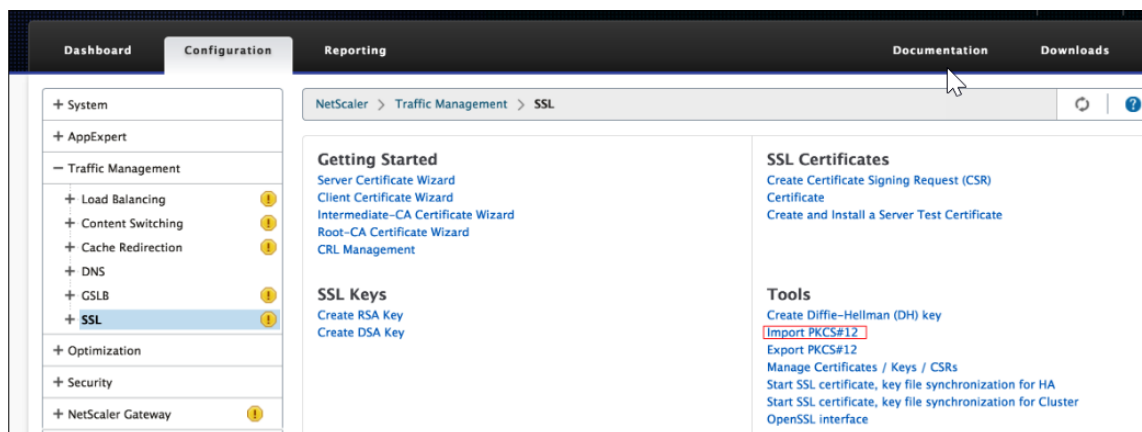 Dashboard Configuration Reporting Documentation Downloads
+ System
+ AppExpert
− Traffic Management
+ Load Balancing
+ Content Switching
+ Cache Redirection
+ DNS
+ GSLB
+ SSL
+ Optimization
+ Security
+ NetScaler Gateway
NetScaler > Traffic Management > SSL
Getting Started
Server Certificate Wizard
Client Certificate Wizard
Intermediate-CA Certificate Wizard
Root-CA Certificate Wizard
CRL Management
SSL Certificates
Create Certificate Signing Request (CSR)
Certificate
Create and Install a Server Test Certificate
SSL Keys
Create RSA Key
Create DSA Key
Tools
Create Diffie-Hellman (DH) key
Import PKCS#12
Export PKCS#12
Manage Certificates / Keys / CSRs
Start SSL certificate, key file synchronization for HA
Start SSL certificate, key file synchronization for Cluster
OpenSSL interface